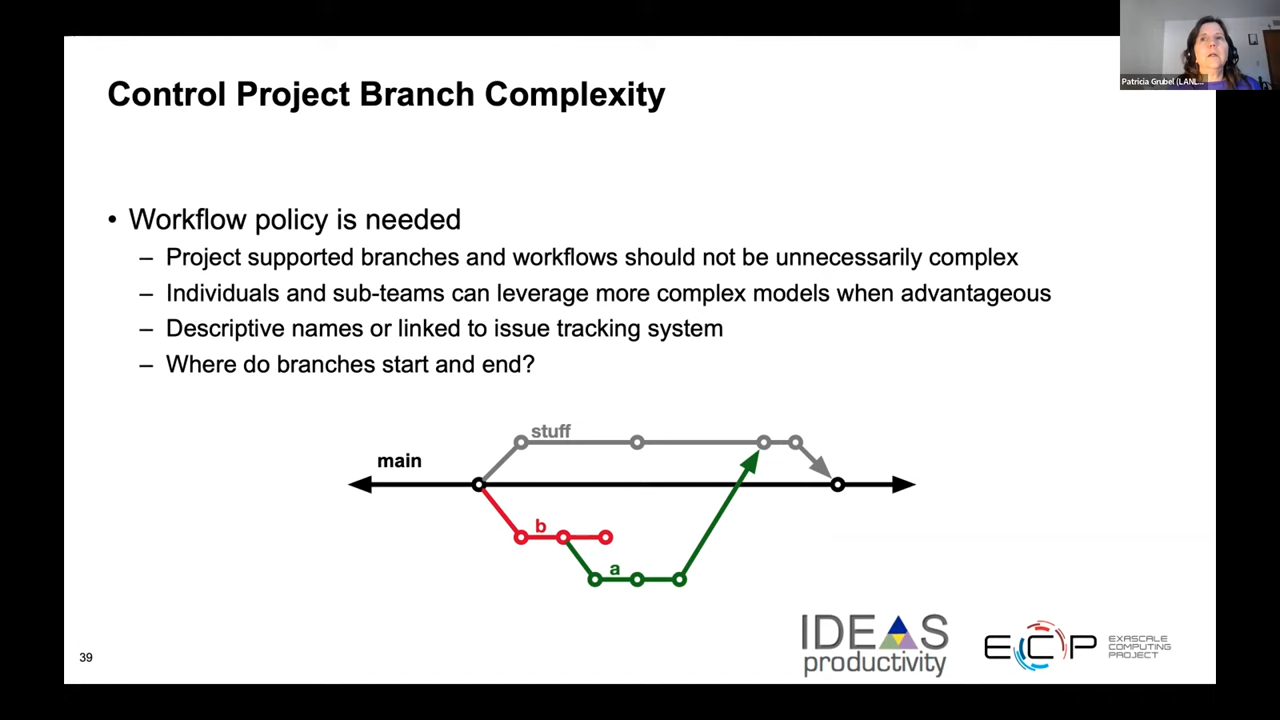 Patricia Grubel (LANL...
Control Project Branch Complexity
• Workflow policy is needed
– Project supported branches and workflows should not be unnecessarily complex
– Individuals and sub-teams can leverage more complex models when advantageous
– Descriptive names or linked to issue tracking system
– Where do branches start and end?
stuff
main
b
a
39
IDEAS
productivity
ECP
EXASCALE
COMPUTING
PROJECT